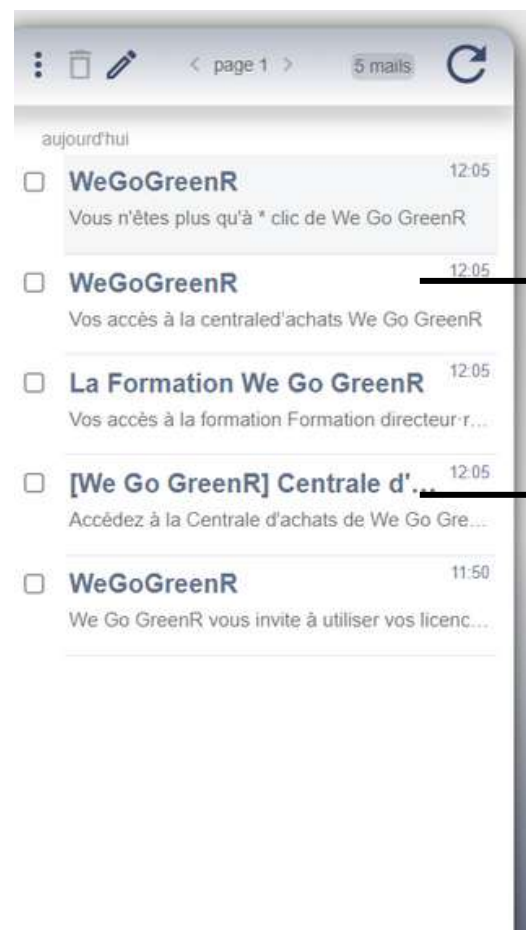 page 1
5 mails
aujourd'hui
WeGoGreenR 12:05
Vous n'êtes plus qu'à * clic de We Go GreenR
WeGoGreenR 12:05
Vos accès à la centraled'achats We Go GreenR
La Formation We Go GreenR 12:05
Vos accès à la formation Formation directeur·r...
[We Go GreenR] Centrale d'... 12:05
Accédez à la Centrale d'achats de We Go Gre...
WeGoGreenR 11:50
We Go GreenR vous invite à utiliser vos licenc...